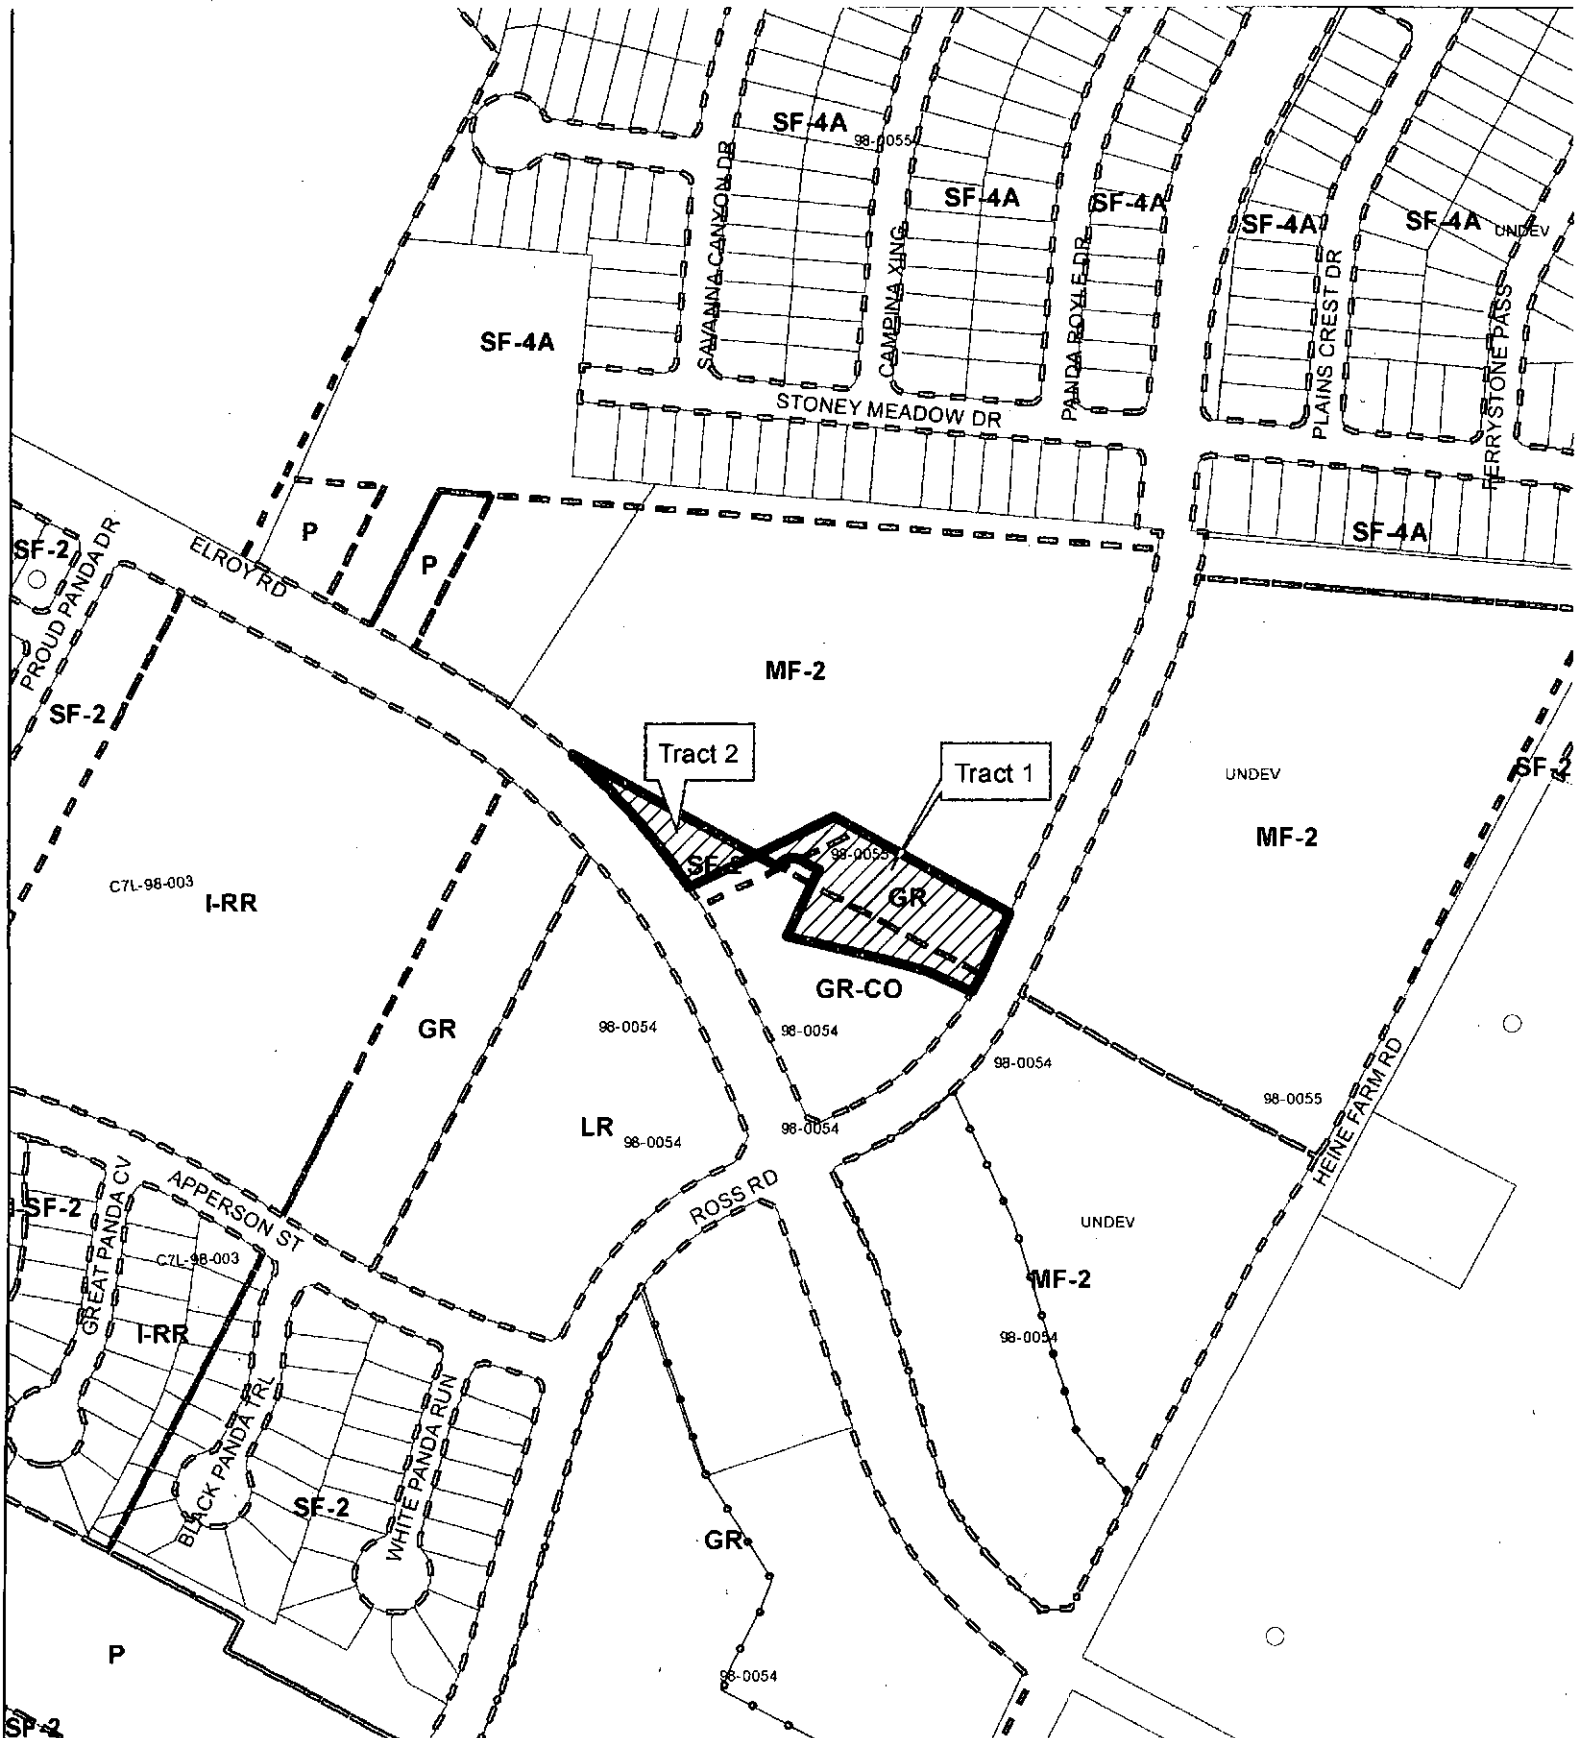 SF-4A
98-0055
SF-4A
SF-4A
SF-4A
SF-4A
UNDEV
SAVANNA CANYON DR
CAMPINA XING
PANDA ROYLE DR
PLAINS CREST DR
PERRYSTONE PASS
SF-4A
STONEY MEADOW DR
SF-4A
P
P
SF-2
PROUD PANDA DR
ELROY RD
SF-2
MF-2
Tract 2
Tract 1
UNDEV
SF-2
MF-2
98-0055
GR
C7L-98-003
I-RR
GR-CO
GR
98-0054
98-0054
98-0054
98-0055
HEINE FARM RD
LR
98-0054
98-0054
ROSS RD
APPERSON ST
SF-2
GREAT PANDA CV
C7L-98-003
I-RR
UNDEV
MF-2
98-0054
BLACK PANDA TRL
WHITE PANDA RUN
SF-2
GR
P
98-0054
SF-2